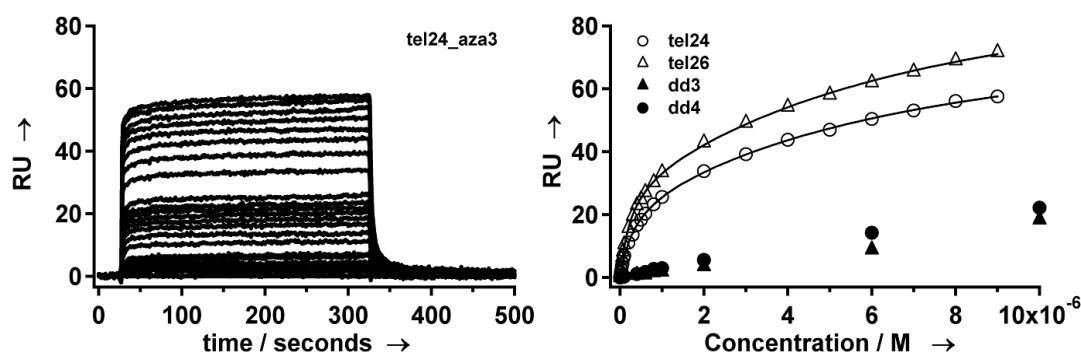 80
60
40
20
0
RU →
tel24_aza3
0 100 200 300 400 500
time / seconds →
80
60
40
20
0
RU →
tel24
tel26
dd3
dd4
0 2 4 6 8 10x10⁻⁶
Concentration / M →